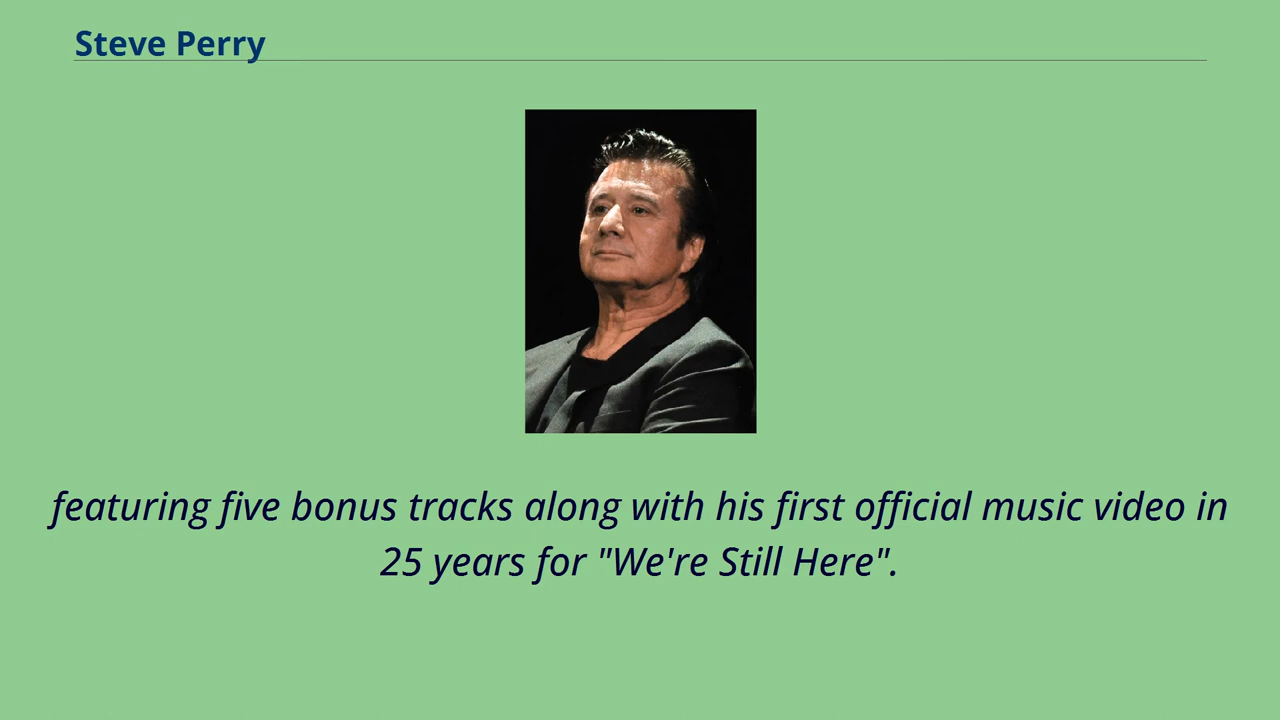 Steve Perry
featuring five bonus tracks along with his first official music video in
25 years for "We're Still Here".